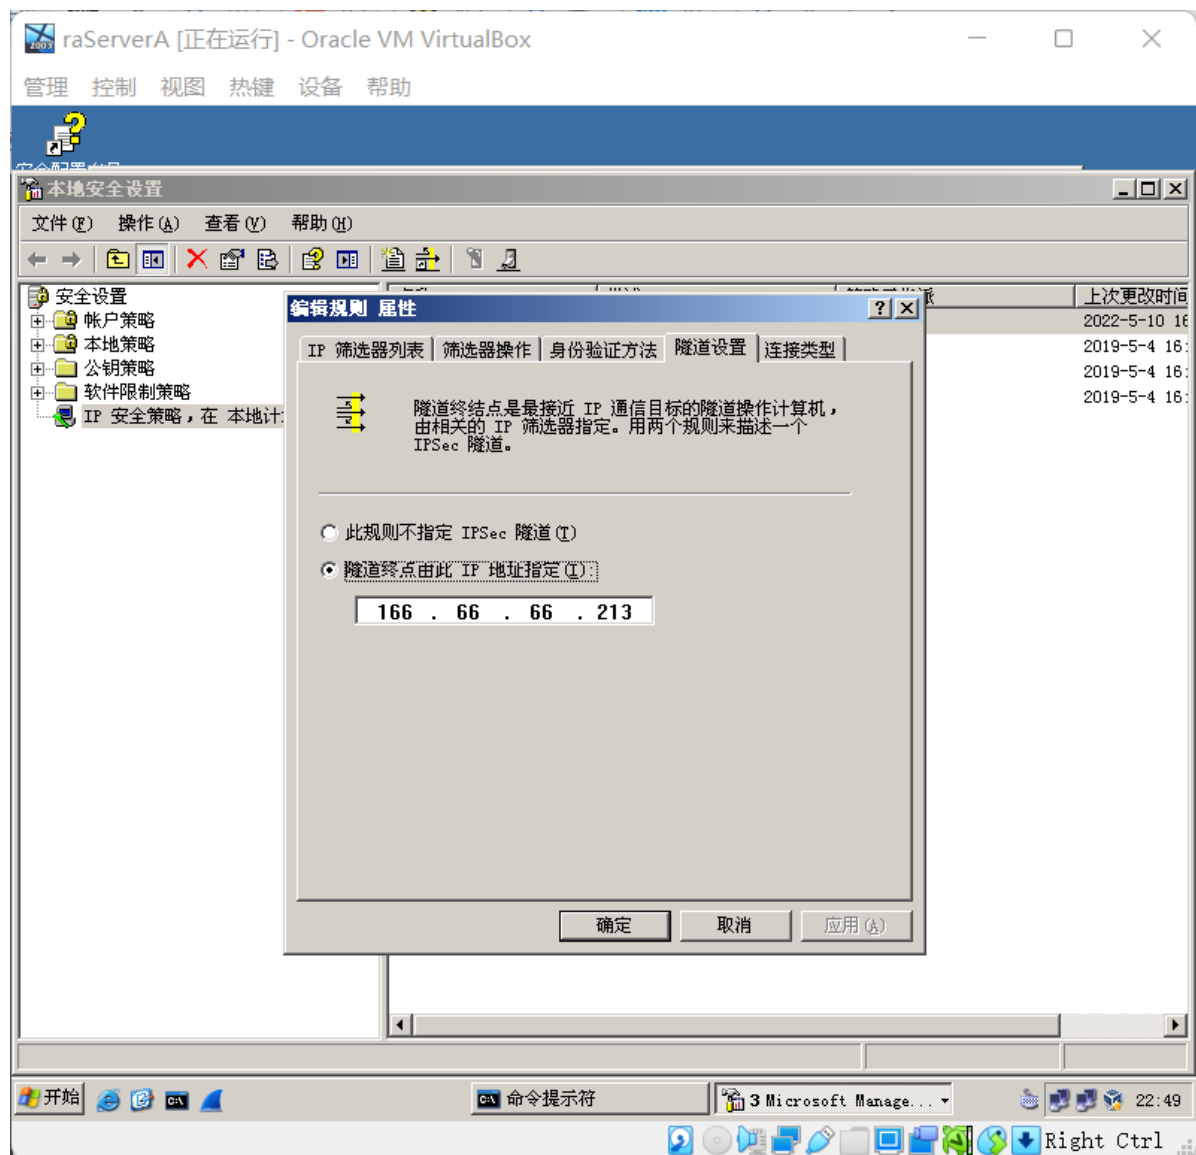 raServerA [正在运行] - Oracle VM VirtualBox
管理 控制 视图 热键 设备 帮助
2003
本地安全设置
文件(F) 操作(A) 查看(V) 帮助(H)
安全设置
帐户策略
本地策略
公钥策略
软件限制策略
IP 安全策略，在 本地计
上次更改时间
2022-5-10 16
2019-5-4 16:
2019-5-4 16:
2019-5-4 16:
编辑规则 属性
IP 筛选器列表 筛选器操作 身份验证方法 隧道设置 连接类型
隧道终结点是最接近 IP 通信目标的隧道操作计算机，
由相关的 IP 筛选器指定。用两个规则来描述一个
IPSec 隧道。
此规则不指定 IPSec 隧道(T)
隧道终点由此 IP 地址指定(I):
166 . 66 . 66 . 213
确定 取消 应用(A)
开始 命令提示符 3 Microsoft Manage... 22:49
Right Ctrl